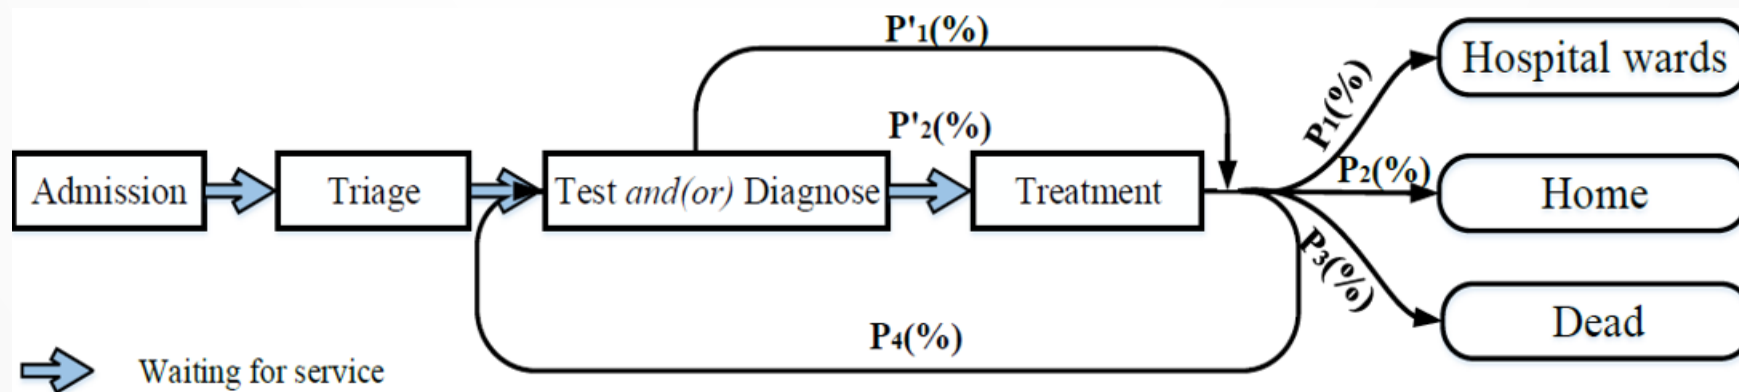 P'1(%)
Hospital wards
P1(%)
P'2(%)
Admission
Triage
Test and(or) Diagnose
Treatment
P2(%)
Home
P3(%)
Dead
P4(%)
Waiting for service